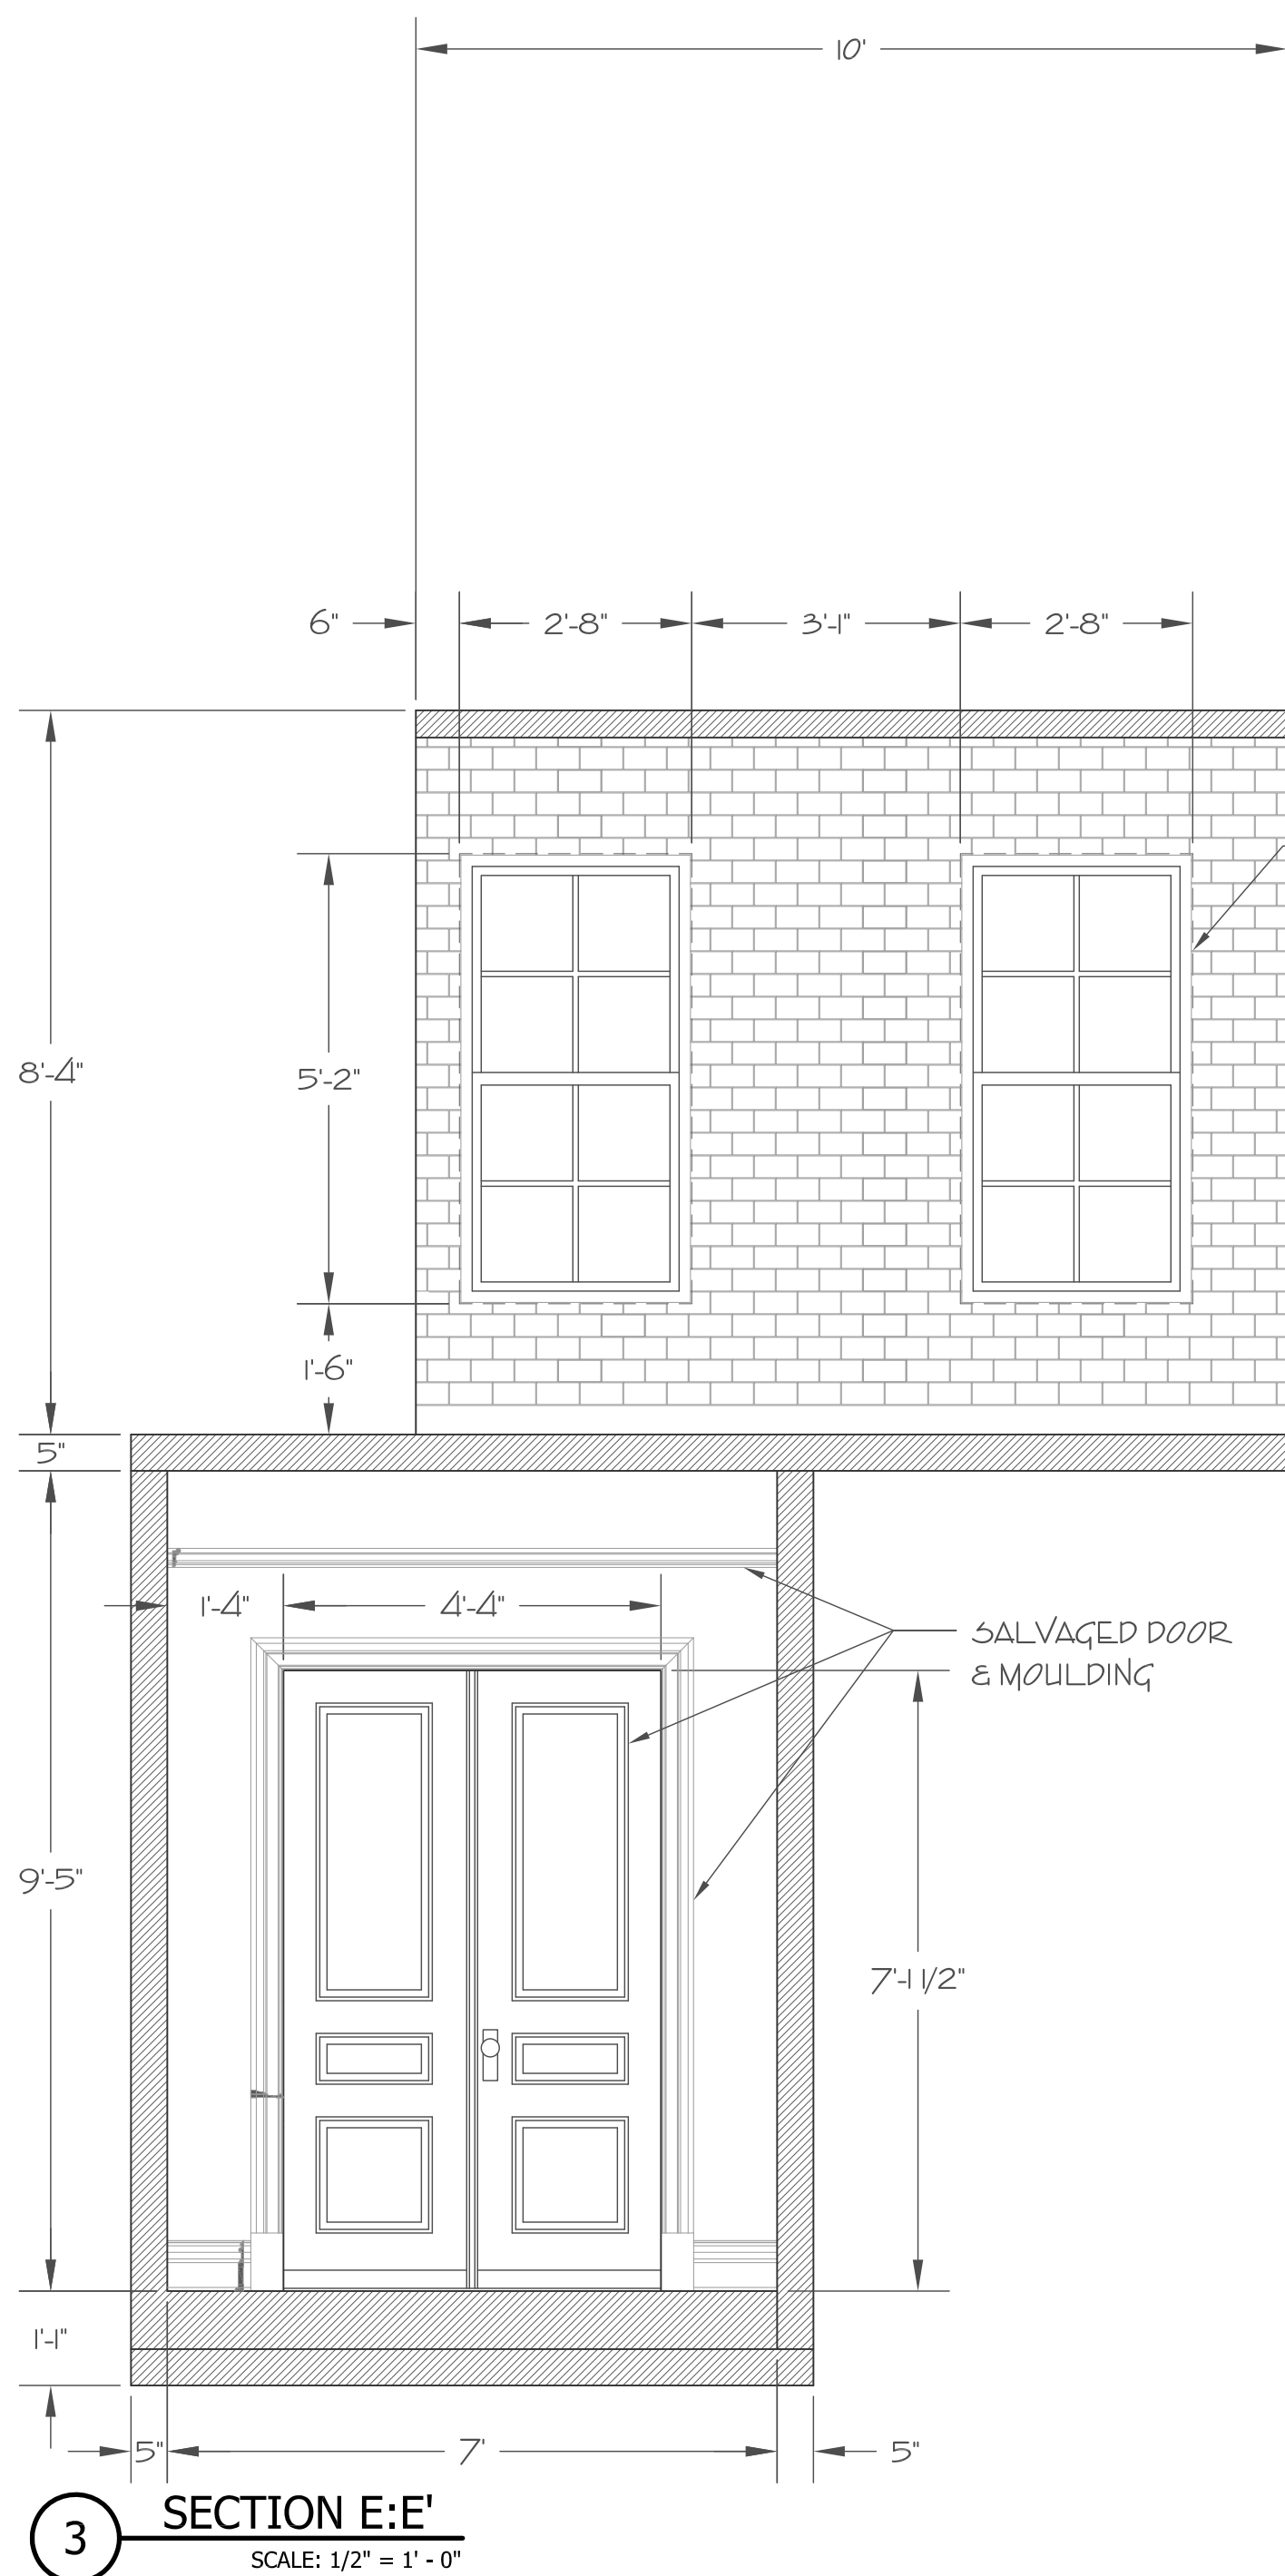 10'
6" 2'-8" 3'-1" 2'-8"
8'-4"
5'-2"
1'-6"
5"
1'-4" 4'-4"
SALVAGED DOOR
& MOULDING
9'-5"
7'-1 1/2"
1'-1"
5" 7' 5"
3 SECTION E:E'
SCALE: 1/2" = 1' - 0"